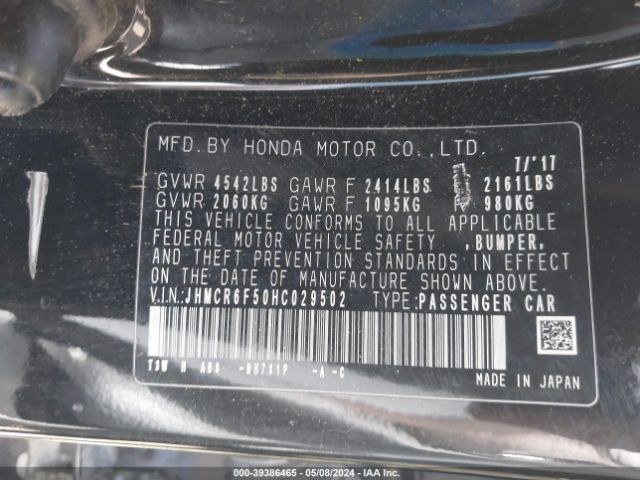 MFD.BY HONDA MOTOR CO.,LTD.
7/'17
GVWR 4542LBS GAWR F 2414LBS 2161LBS
GVWR 2060KG GAWR F 1095KG 980KG
THIS VEHICLE CONFORMS TO ALL APPLICABLE
FEDERAL MOTOR VEHICLE SAFETY ,BUMPER,
AND THEFT PREVENTION STANDARDS IN EFFECT
ON THE DATE OF MANUFACTURE SHOWN ABOVE.
V.I.N.:JHMCR6F50HC029502 TYPE:PASSENGER CAR
-A -C
MADE IN JAPAN
000-39386465 - 05/08/2024 - IAA Inc.